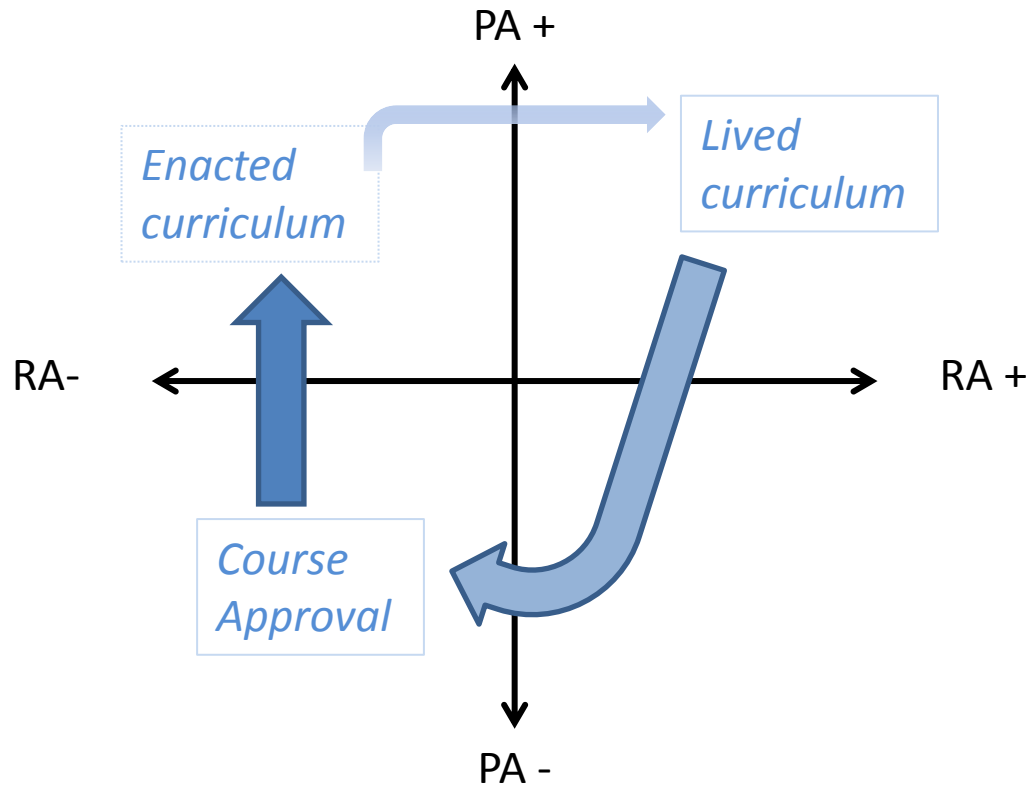 PA +
Enacted
curriculum
Lived
curriculum
RA-
RA +
Course
Approval
PA -